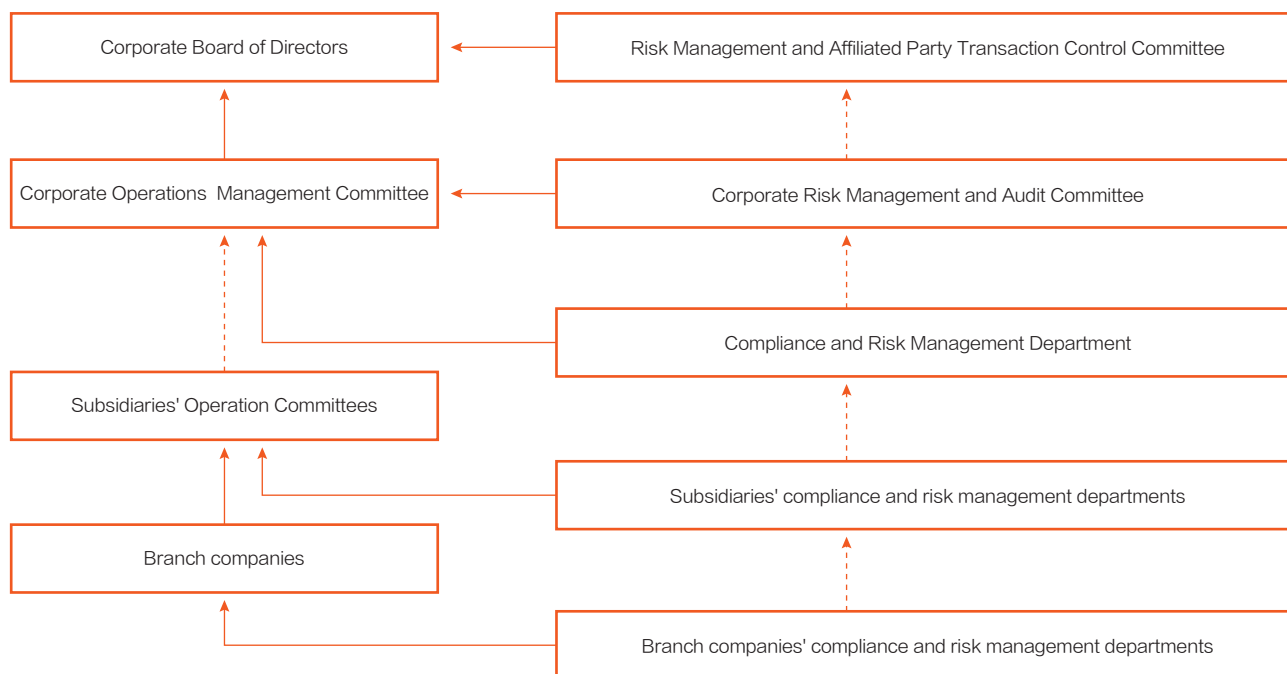 Corporate Board of Directors
Risk Management and Affiliated Party Transaction Control Committee
Corporate Operations Management Committee
Corporate Risk Management and Audit Committee
Compliance and Risk Management Department
Subsidiaries' Operation Committees
Subsidiaries' compliance and risk management departments
Branch companies
Branch companies' compliance and risk management departments